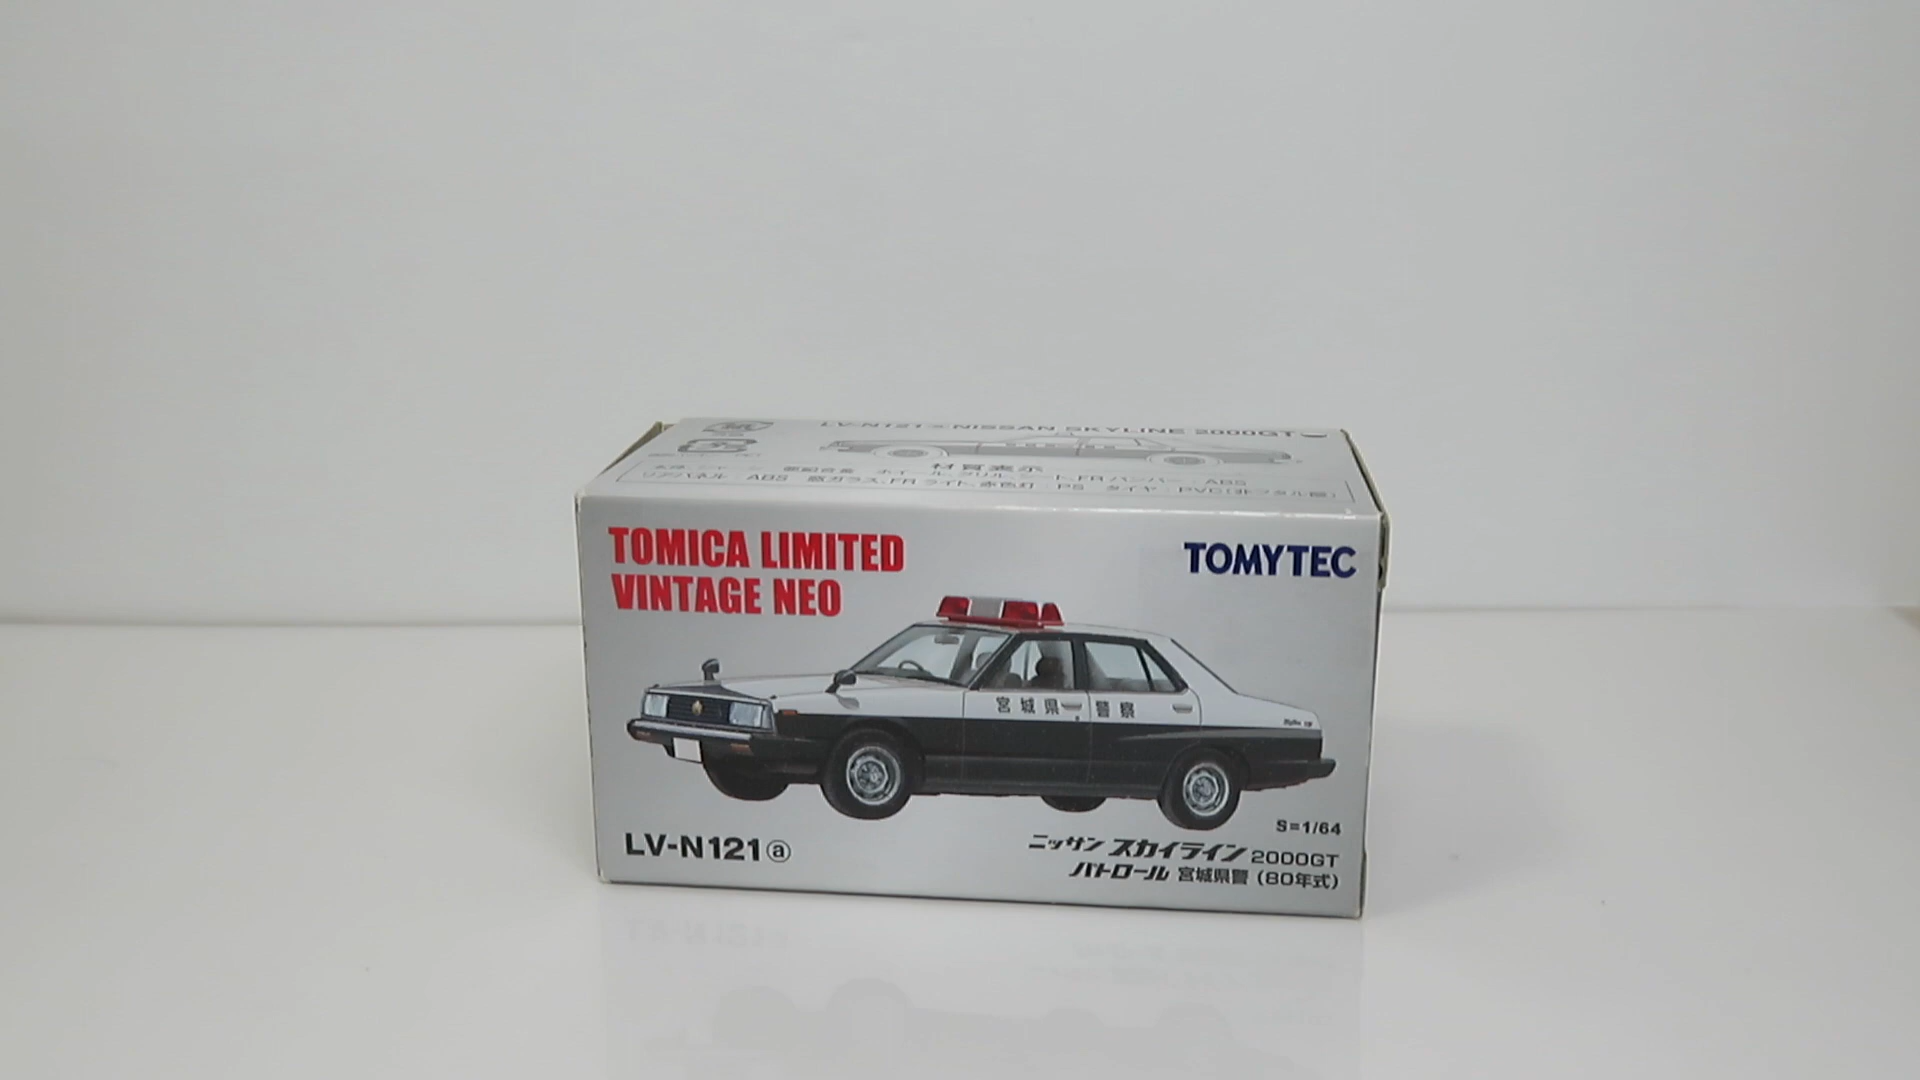 LV-N121 a NISSAN SKYLINE 2000GT
材質表示
TOMICA LIMITED
VINTAGE NEO
TOMYTEC
宮城県警察
LV-N121ⓐ
S=1/64
ニッサン スカイライン 2000GT
パトロール 宮城県警 (80年式)